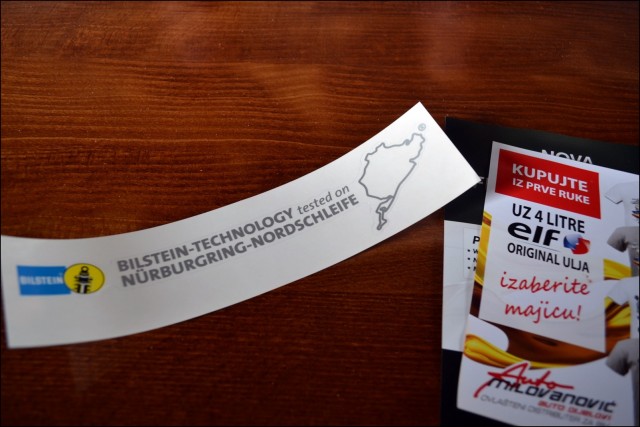 BILSTEIN
BILSTEIN-TECHNOLOGY tested on
NÜRBURGRING-NORDSCHLEIFE
®
NOVA
KUPUJTE
IZ PRVE RUKE
UZ 4 LITRE
elf
ORIGINAL ULJA
izaberite
majicu!
Auto
MILOVANOVIĆ
AUTO DUBLOIN
OVLAŠTENI DISTRIBUTER ZA